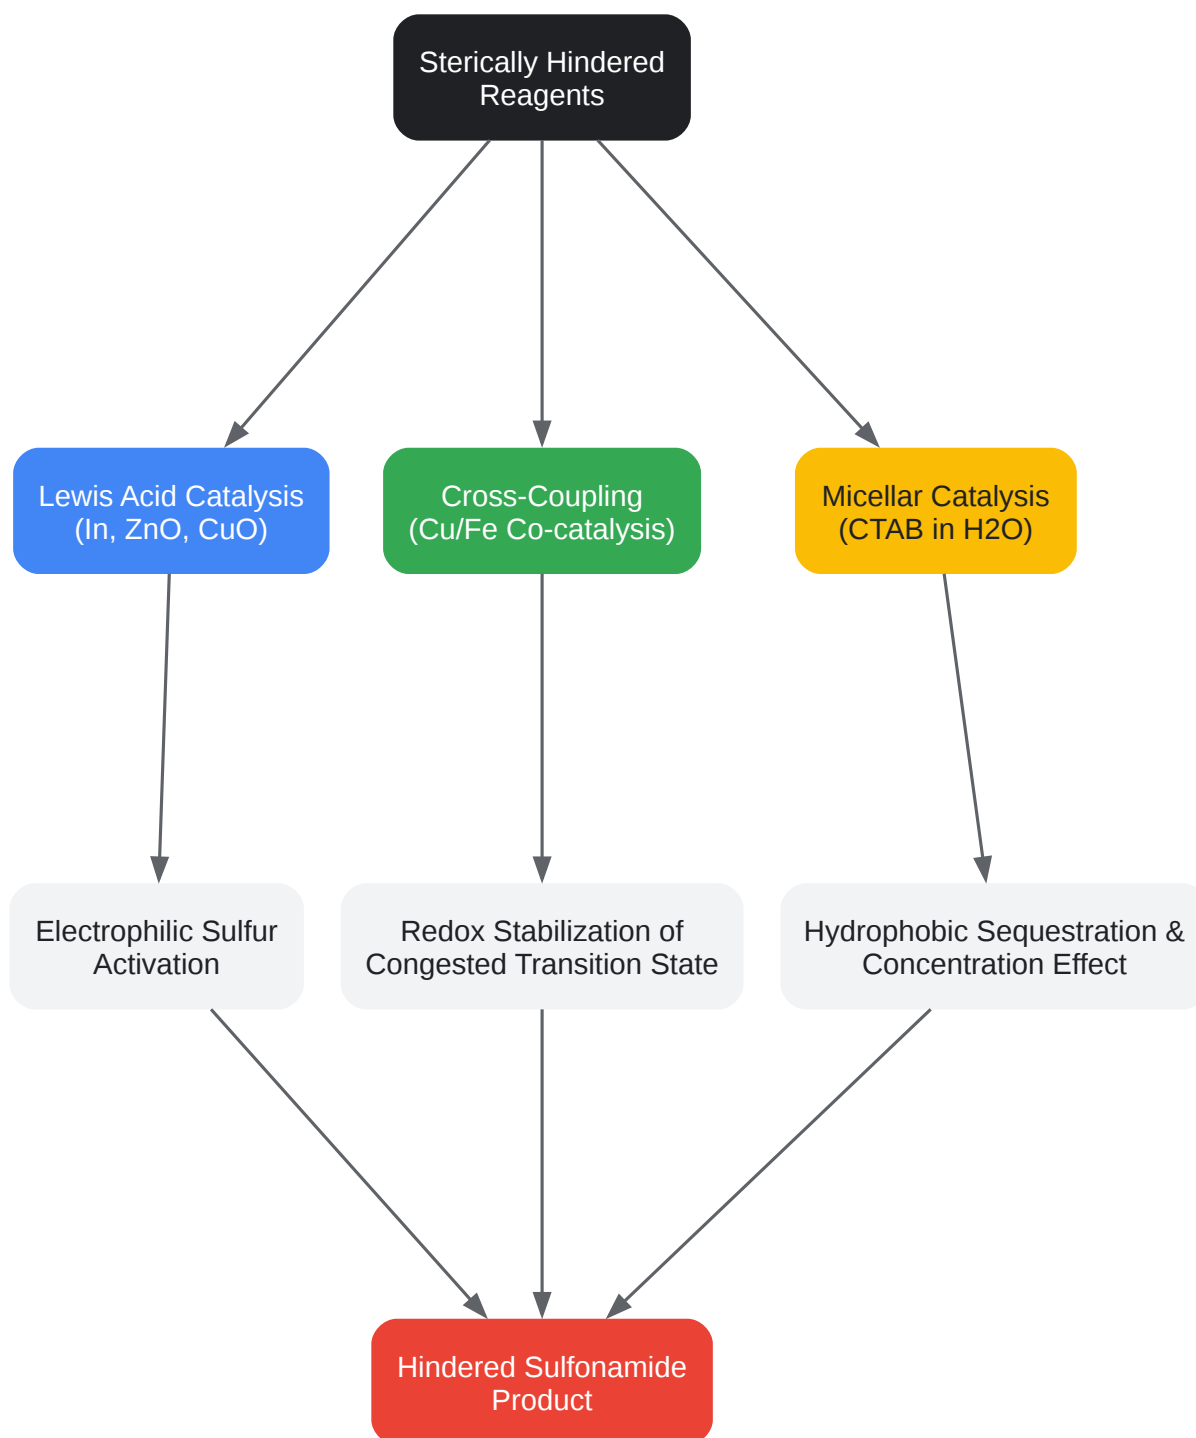 Sterically Hindered
Reagents
Lewis Acid Catalysis
(In, ZnO, CuO)
Cross-Coupling
(Cu/Fe Co-catalysis)
Micellar Catalysis
(CTAB in H2O)
Electrophilic Sulfur
Activation
Redox Stabilization of
Congested Transition State
Hydrophobic Sequestration &
Concentration Effect
Hindered Sulfonamide
Product